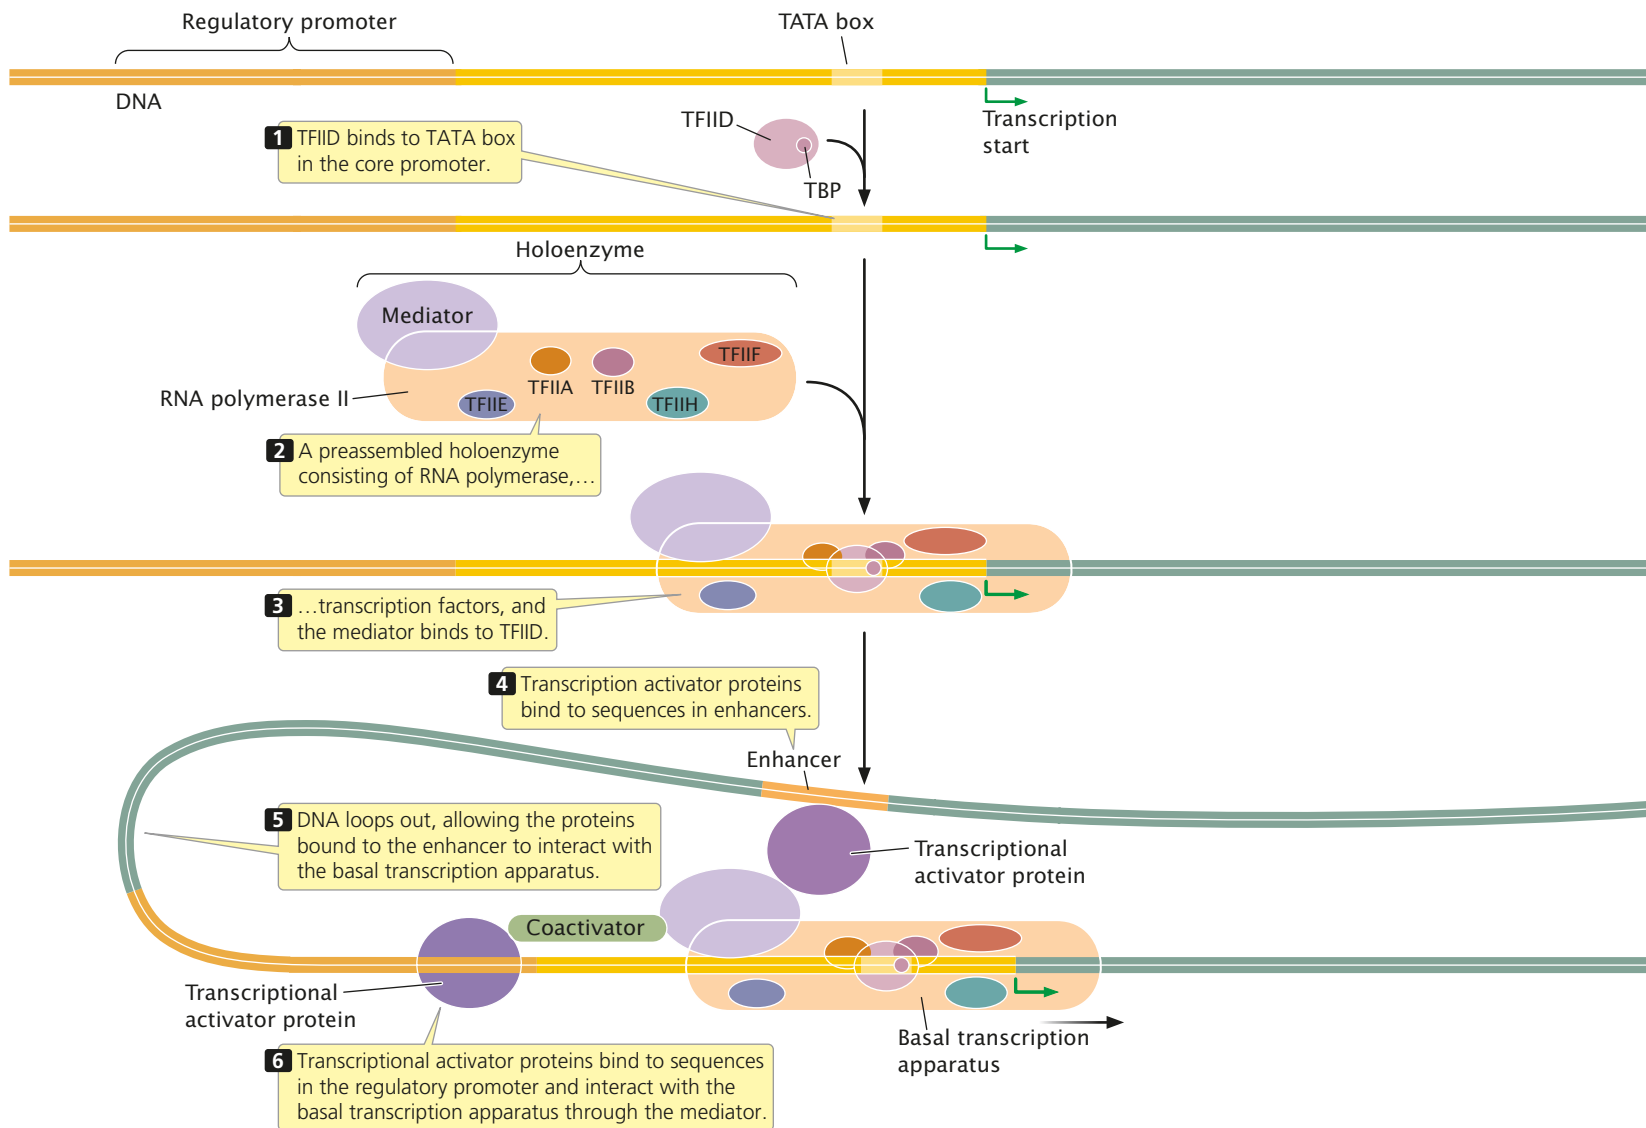 Regulatory promoter
TATA box
DNA
Transcription
start
TFIID
TBP
1 TFIID binds to TATA box
in the core promoter.
Holoenzyme
Mediator
TFIIF
TFIIA
TFIIB
RNA polymerase II
TFIIE
TFIIH
2 A preassembled holoenzyme
consisting of RNA polymerase,…
3 …transcription factors, and
the mediator binds to TFIID.
4 Transcription activator proteins
bind to sequences in enhancers.
Enhancer
5 DNA loops out, allowing the proteins
bound to the enhancer to interact with
the basal transcription apparatus.
Transcriptional
activator protein
Coactivator
Transcriptional
activator protein
Basal transcription
apparatus
6 Transcriptional activator proteins bind to sequences
in the regulatory promoter and interact with the
basal transcription apparatus through the mediator.